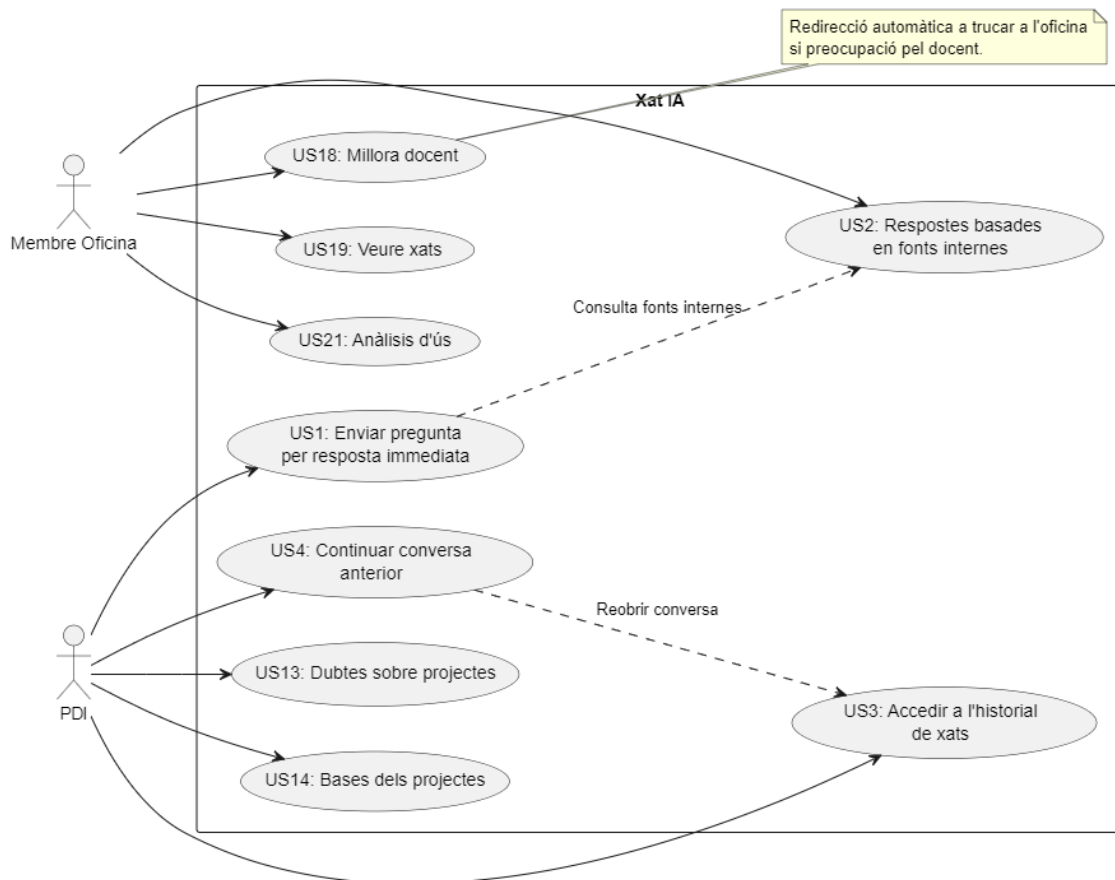 Redirecció automàtica a trucar a l'oficina
si preocupació pel docent.
Xat IA
US18: Millora docent
Membre Oficina
US19: Veure xats
US2: Respostes basades
en fonts internes
Consulta fonts internes
US21: Anàlisis d'ús
US1: Enviar pregunta
per resposta immediata
US4: Continuar conversa
anterior
Reobrir conversa
US13: Dubtes sobre projectes
PDI
US3: Accedir a l'historial
de xats
US14: Bases dels projectes